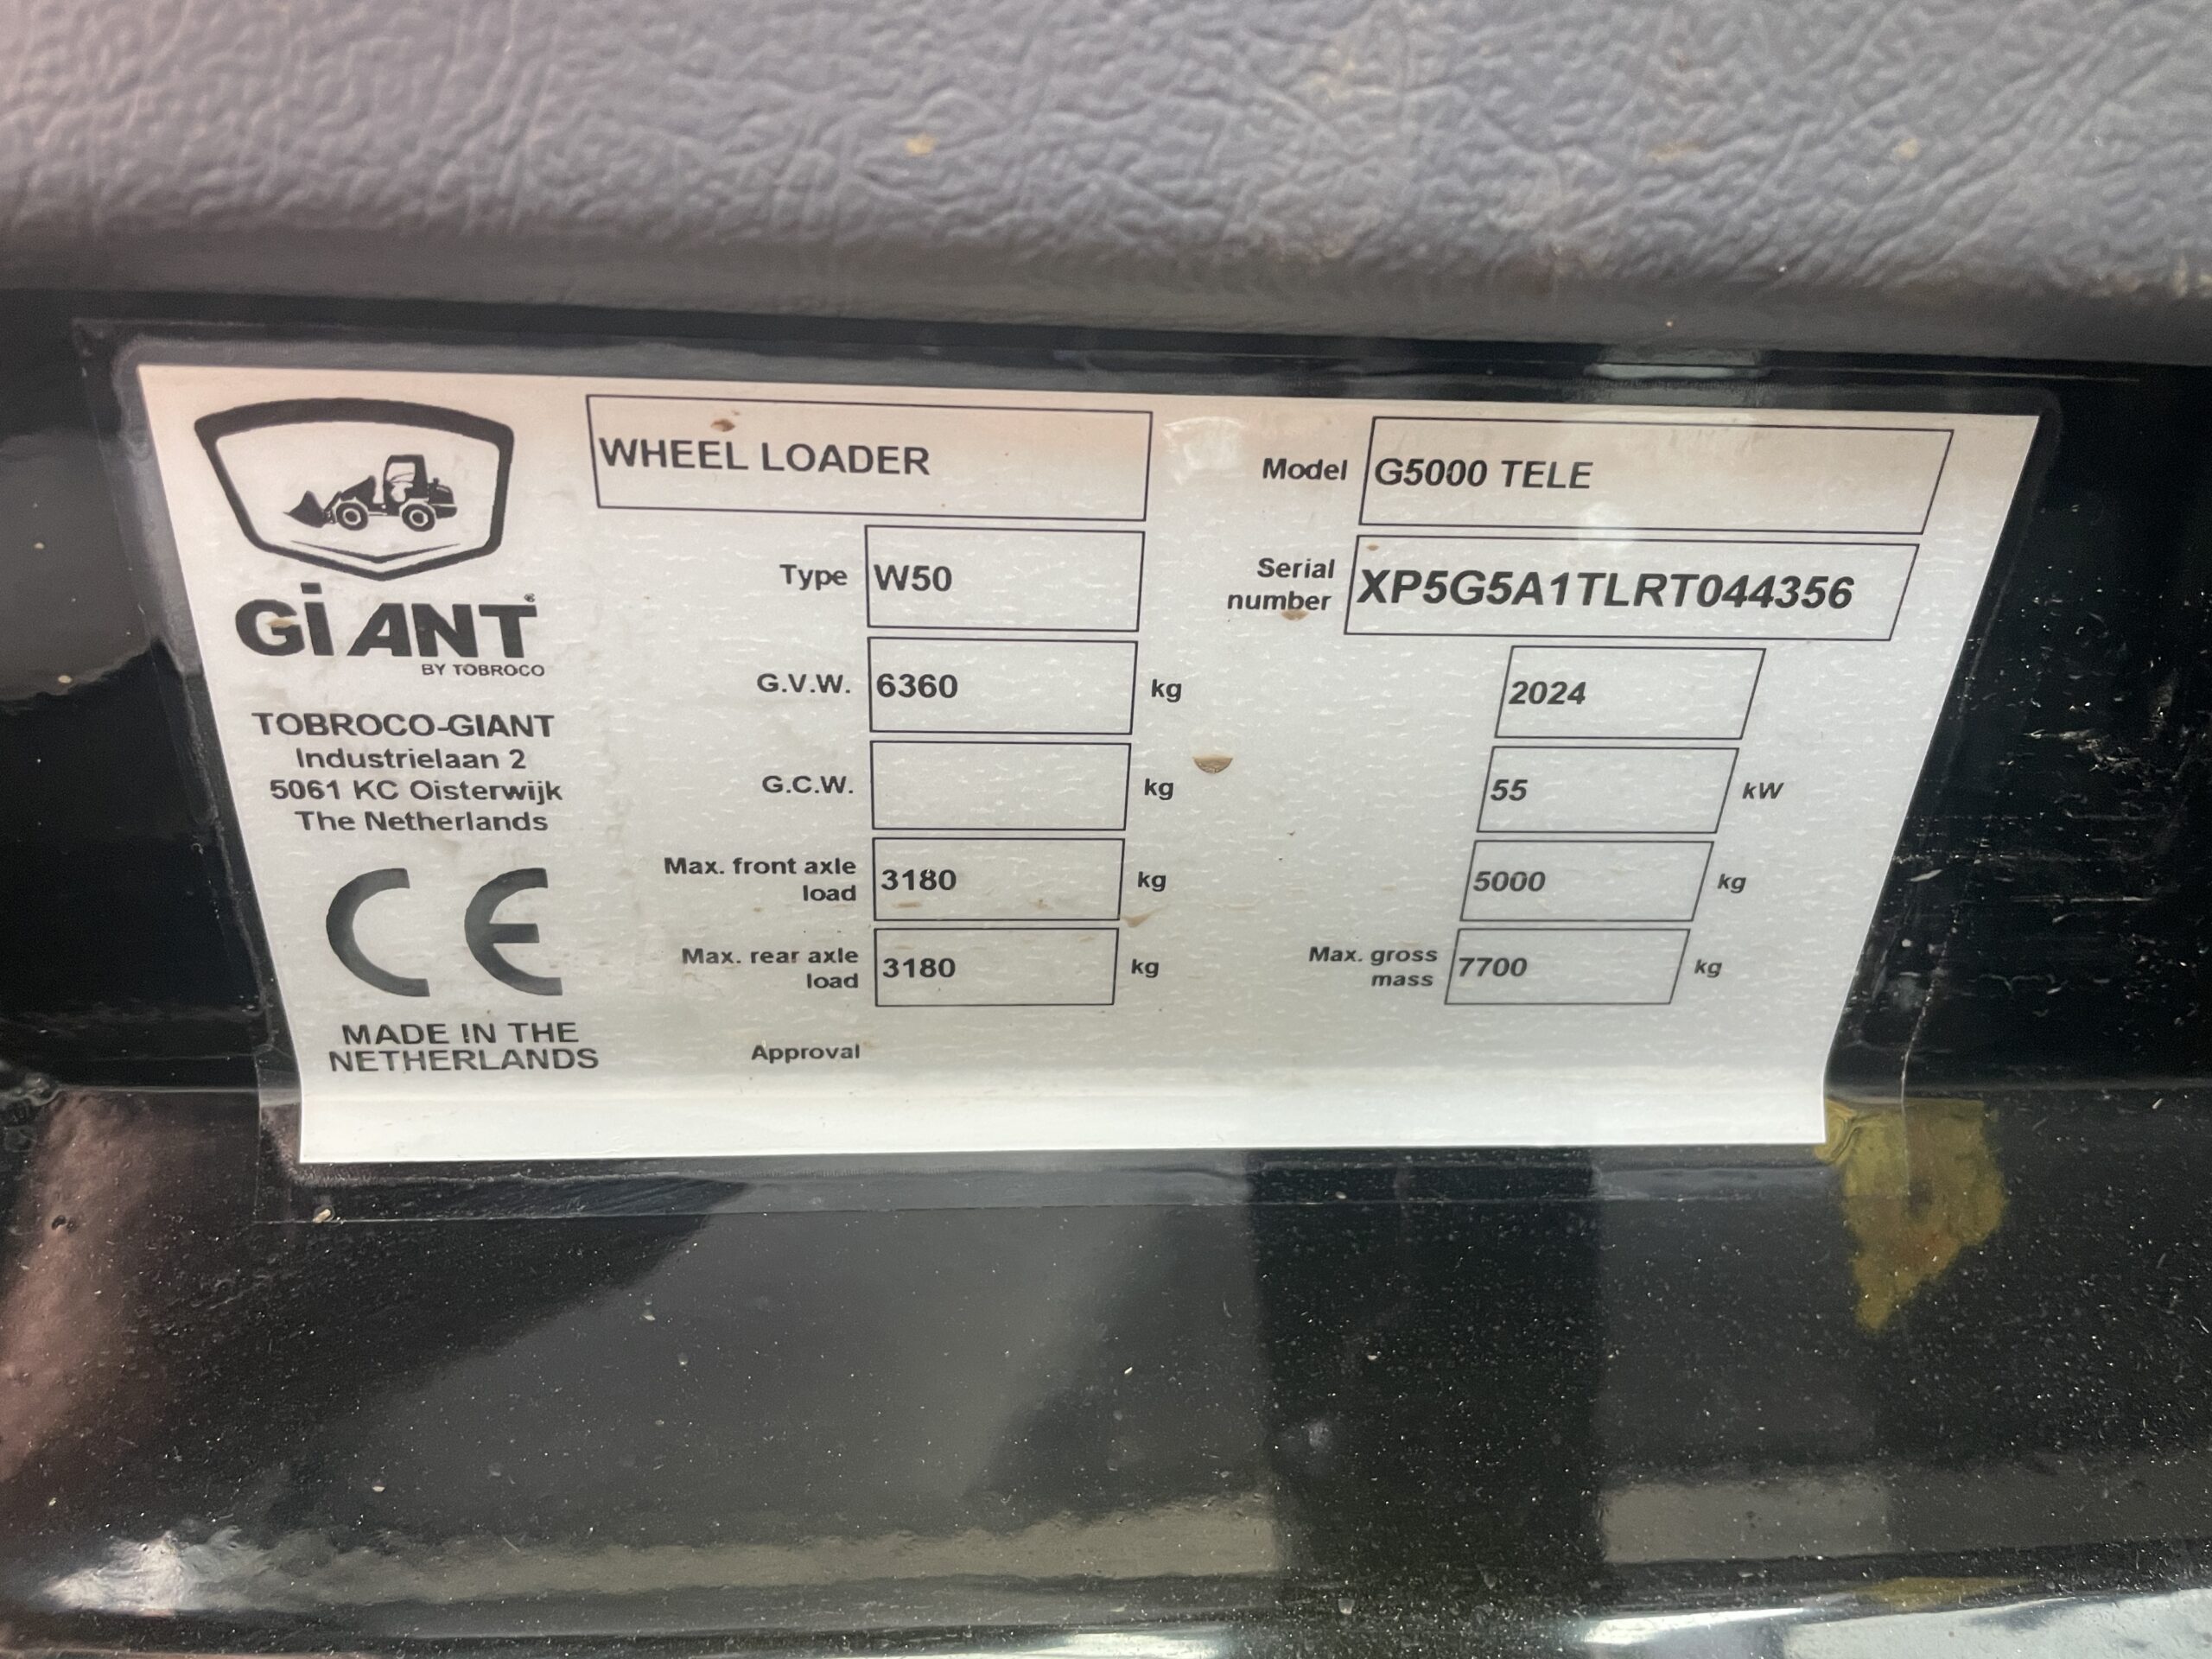 WHEEL LOADER
Model G5000 TELE
Type W50
Serial number XP5G5A1TLRT044356
GiANT
BY TOBROCO
G.V.W. 6360 kg
2024
TOBROCO-GIANT
Industrielaan 2
5061 KC Oisterwijk
The Netherlands
G.C.W. kg
55 kW
Max. front axle load 3180 kg
5000 kg
CE
Max. rear axle load 3180 kg
Max. gross mass 7700 kg
MADE IN THE
NETHERLANDS
Approval